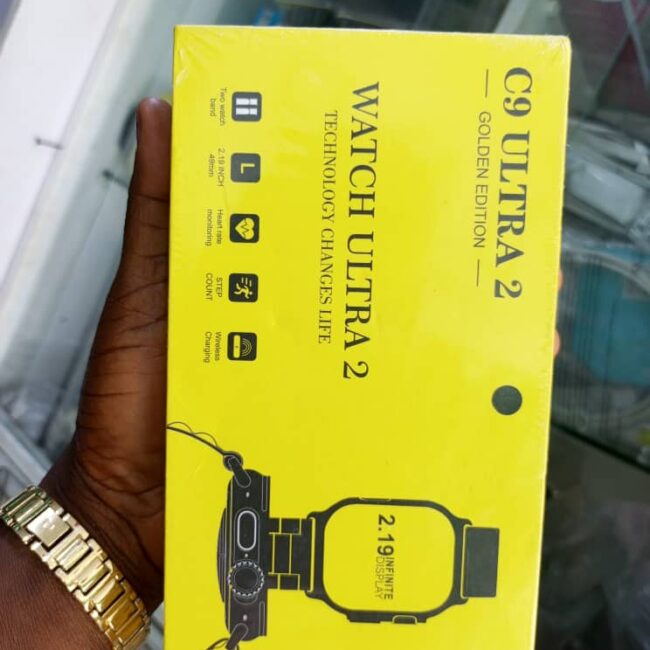 C9 ULTRA 2
GOLDEN EDITION
WATCH ULTRA 2
TECHNOLOGY CHANGES LIFE
Two watch
band
2.19 INCH
49mm
Heart rate
monitoring
STEP
COUNT
Wireless
Charging
2.19 INFINITE
DISPLAY